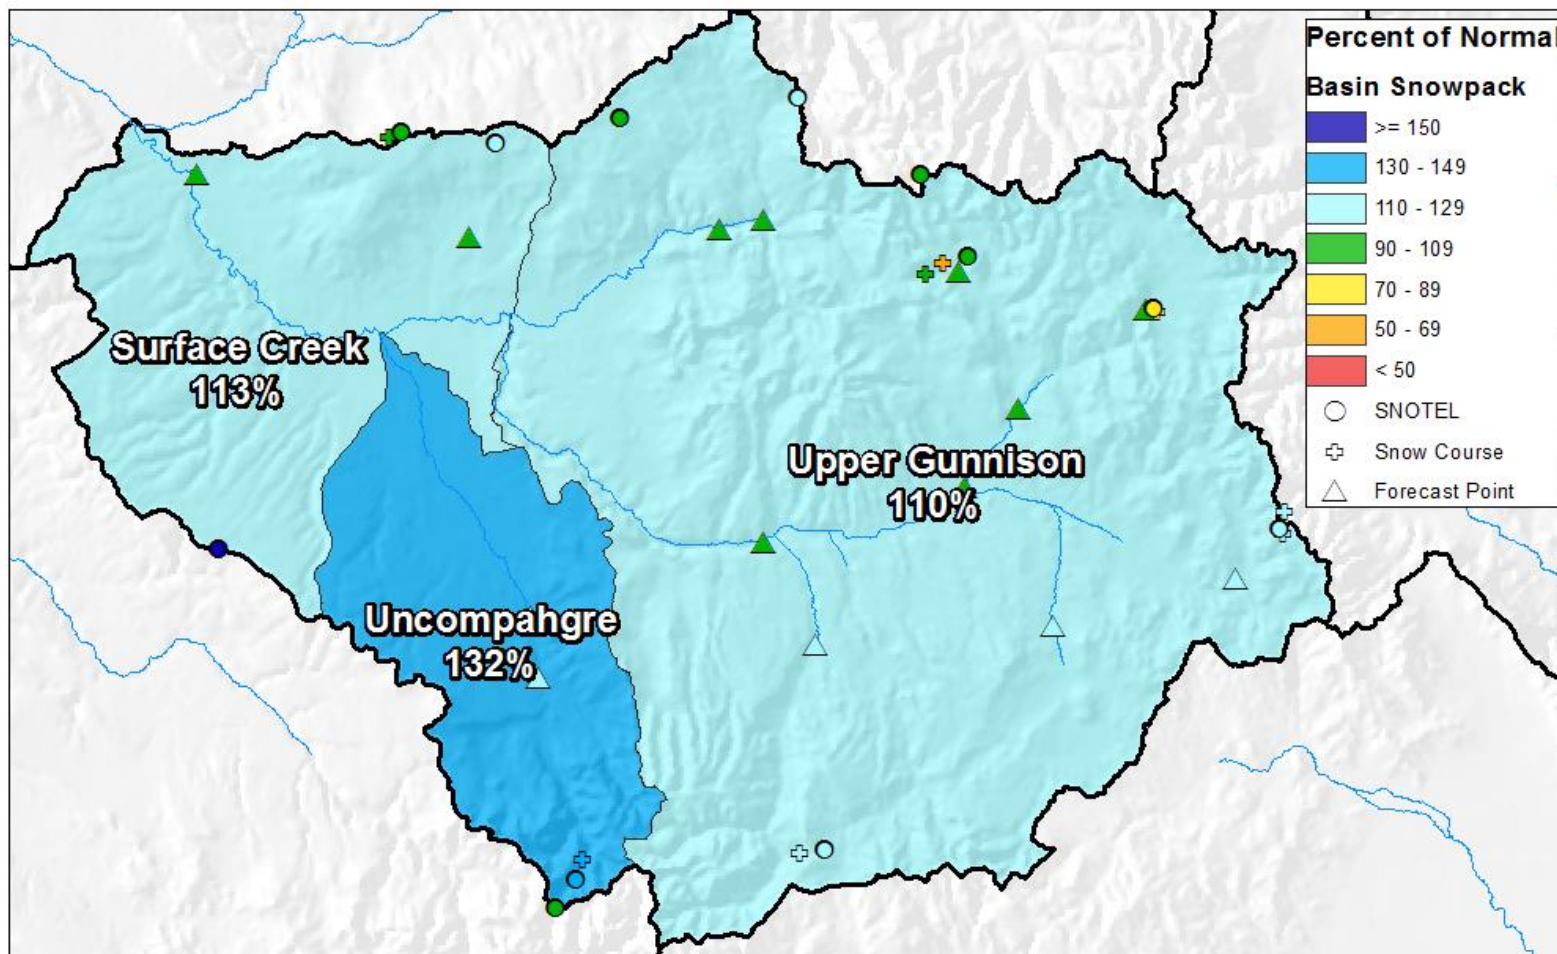 Percent of Normal
Basin Snowpack
>= 150
130 - 149
110 - 129
90 - 109
70 - 89
50 - 69
< 50
SNOTEL
Snow Course
Forecast Point
Surface Creek
113%
Upper Gunnison
110%
Uncompahgre
132%